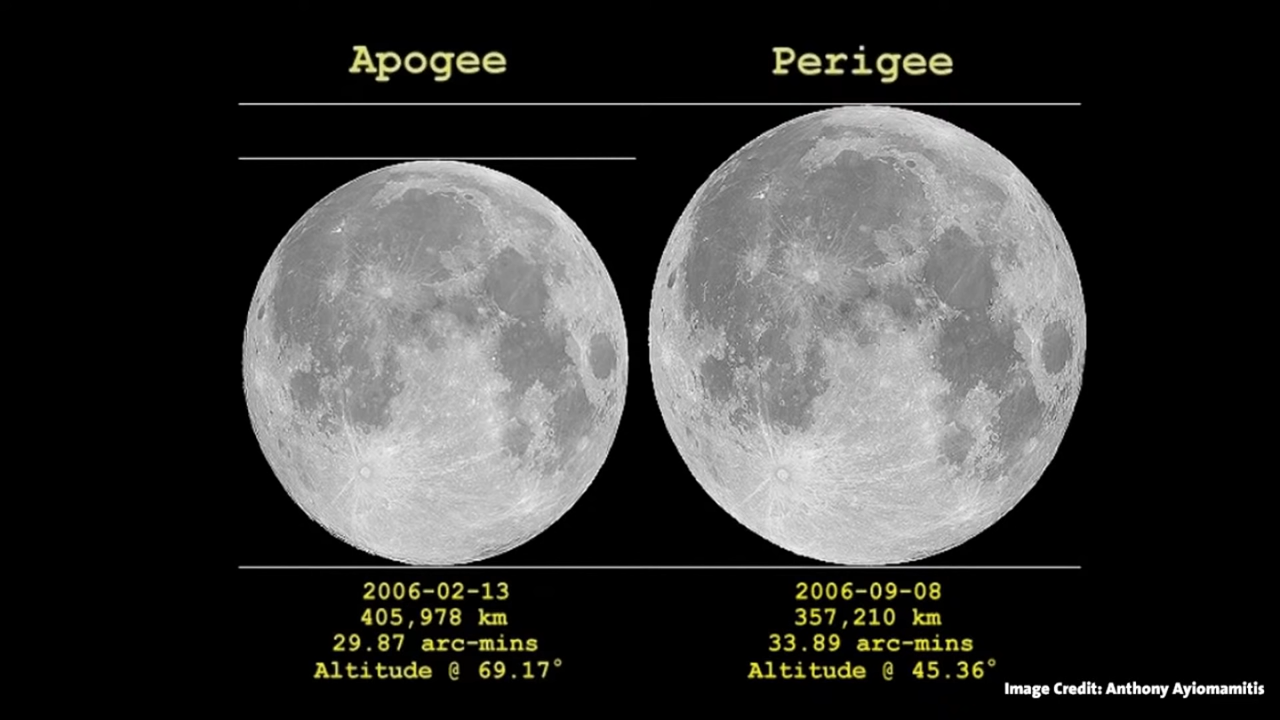 Apogee
Perigee
2006-02-13
405,978 km
29.87 arc-mins
Altitude @ 69.17°
2006-09-08
357,210 km
33.89 arc-mins
Altitude @ 45.36°
Image Credit: Anthony Ayiomamitis